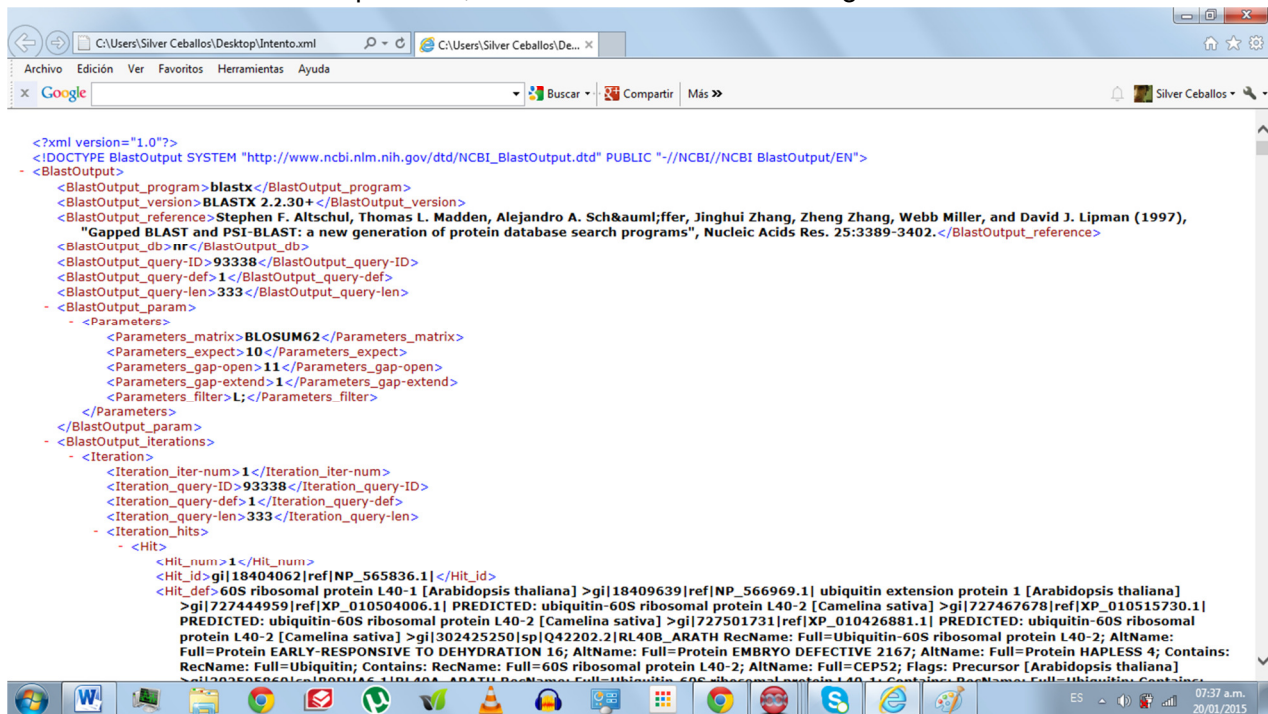 C:\Users\Silver Ceballos\Desktop\Intento.xml
C:\Users\Silver Ceballos\De...
Archivo Edición Ver Favoritos Herramientas Ayuda
x Google Buscar Compartir Más »
Silver Ceballos
<?xml version="1.0"?>
<!DOCTYPE BlastOutput SYSTEM "http://www.ncbi.nlm.nih.gov/dtd/NCBI_BlastOutput.dtd" PUBLIC "-//NCBI//NCBI BlastOutput/EN">
- <BlastOutput>
<BlastOutput_program>blastx</BlastOutput_program>
<BlastOutput_version>BLASTX 2.2.30+</BlastOutput_version>
<BlastOutput_reference>Stephen F. Altschul, Thomas L. Madden, Alejandro A. Sch&auml;ffer, Jinghui Zhang, Zheng Zhang, Webb Miller, and David J. Lipman (1997),
"Gapped BLAST and PSI-BLAST: a new generation of protein database search programs", Nucleic Acids Res. 25:3389-3402.</BlastOutput_reference>
<BlastOutput_db>nr</BlastOutput_db>
<BlastOutput_query-ID>93338</BlastOutput_query-ID>
<BlastOutput_query-def>1</BlastOutput_query-def>
<BlastOutput_query-len>333</BlastOutput_query-len>
- <BlastOutput_param>
- <Parameters>
<Parameters_matrix>BLOSUM62</Parameters_matrix>
<Parameters_expect>10</Parameters_expect>
<Parameters_gap-open>11</Parameters_gap-open>
<Parameters_gap-extend>1</Parameters_gap-extend>
<Parameters_filter>L;</Parameters_filter>
</Parameters>
</BlastOutput_param>
- <BlastOutput_iterations>
- <Iteration>
<Iteration_iter-num>1</Iteration_iter-num>
<Iteration_query-ID>93338</Iteration_query-ID>
<Iteration_query-def>1</Iteration_query-def>
<Iteration_query-len>333</Iteration_query-len>
- <Iteration_hits>
- <Hit>
<Hit_num>1</Hit_num>
<Hit_id>gi|18404062|ref|NP_565836.1|</Hit_id>
<Hit_def>60S ribosomal protein L40-1 [Arabidopsis thaliana] >gi|18409639|ref|NP_566969.1| ubiquitin extension protein 1 [Arabidopsis thaliana]
>gi|727444959|ref|XP_010504006.1| PREDICTED: ubiquitin-60S ribosomal protein L40-2 [Camelina sativa] >gi|727467678|ref|XP_010515730.1|
PREDICTED: ubiquitin-60S ribosomal protein L40-2 [Camelina sativa] >gi|727501731|ref|XP_010426881.1| PREDICTED: ubiquitin-60S ribosomal
protein L40-2 [Camelina sativa] >gi|302425250|sp|Q42202.2|RL40B_ARATH RecName: Full=Ubiquitin-60S ribosomal protein L40-2; AltName:
Full=Protein EARLY-RESPONSIVE TO DEHYDRATION 16; AltName: Full=Protein EMBRYO DEFECTIVE 2167; AltName: Full=Protein HAPLESS 4; Contains:
RecName: Full=Ubiquitin; Contains: RecName: Full=60S ribosomal protein L40-2; AltName: Full=CEP52; Flags: Precursor [Arabidopsis thaliana]
ES 07:37 a.m.
20/01/2015